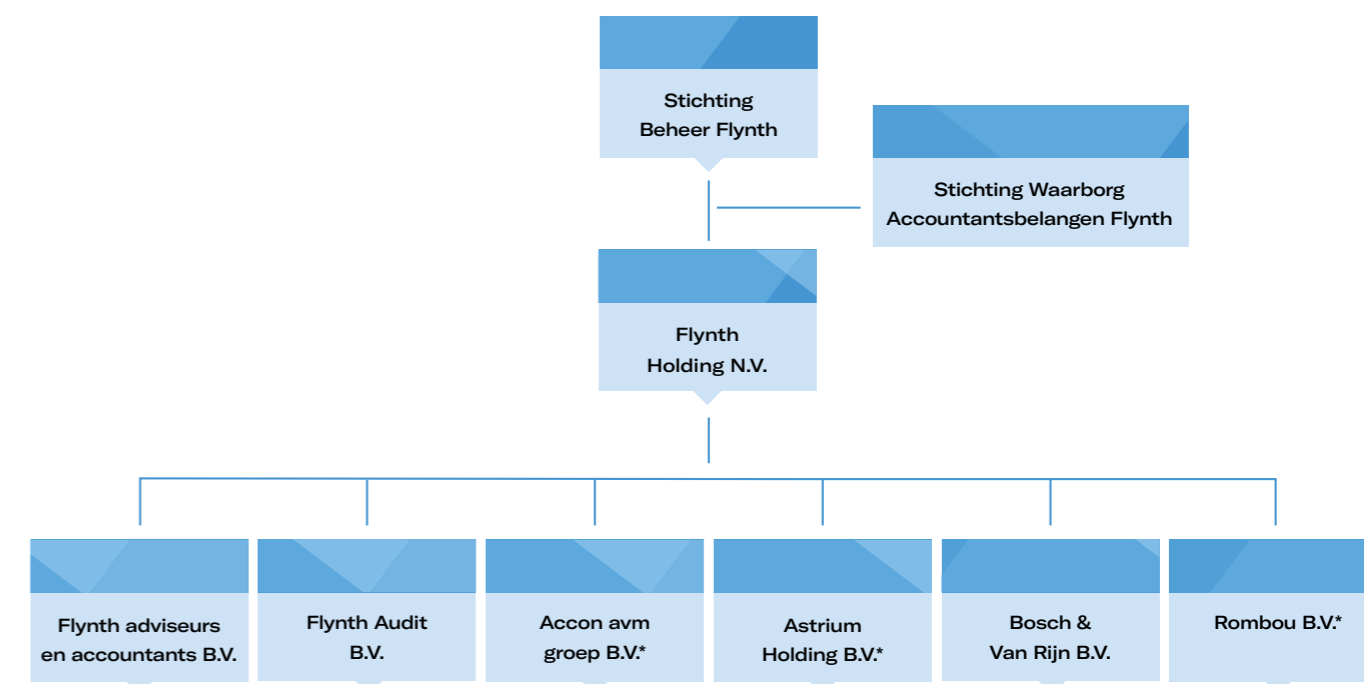 Stichting
Beheer Flynth
Stichting Waarborg
Accountantsbelangen Flynth
Flynth
Holding N.V.
Flynth adviseurs
en accountants B.V.
Flynth Audit
B.V.
Accon avm
groep B.V.*
Astrium
Holding B.V.*
Bosch &
Van Rijn B.V.
Rombou B.V.*